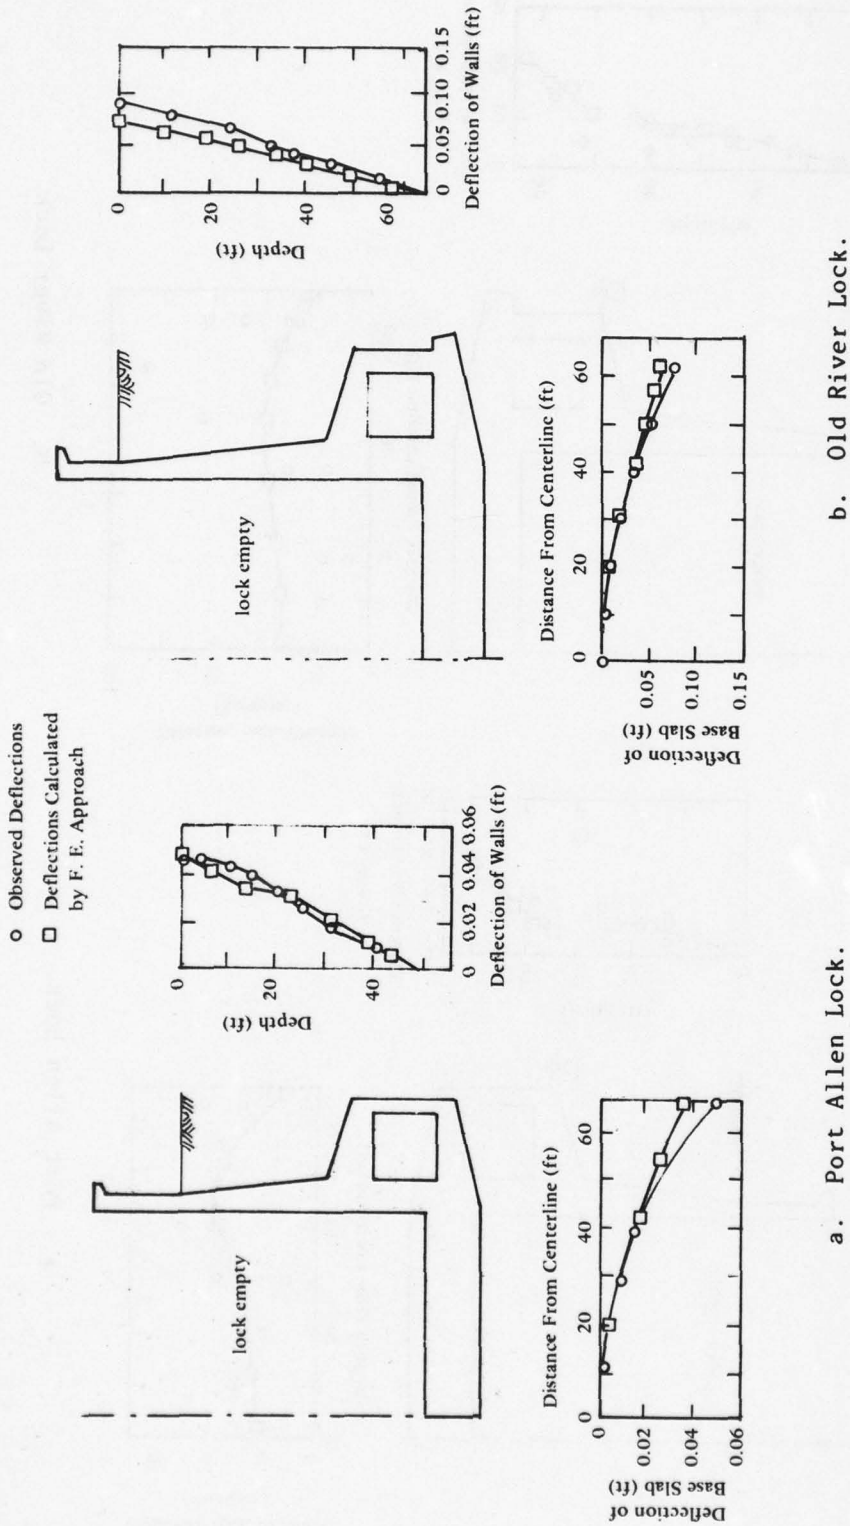 ○ Observed Deflections
□ Deflections Calculated
by F. E. Approach
lock empty
Depth (ft)
0
20
40
0 0.02 0.04 0.06
Deflection of Walls (ft)
Distance From Centerline (ft)
0 20 40 60
Deflection of
Base Slab (ft)
0
0.02
0.04
0.06
a. Port Allen Lock.
lock empty
Depth (ft)
0
20
40
60
0 0.05 0.10 0.15
Deflection of Walls (ft)
Distance From Centerline (ft)
0 20 40 60
Deflection of
Base Slab (ft)
0.05
0.10
0.15
b. Old River Lock.